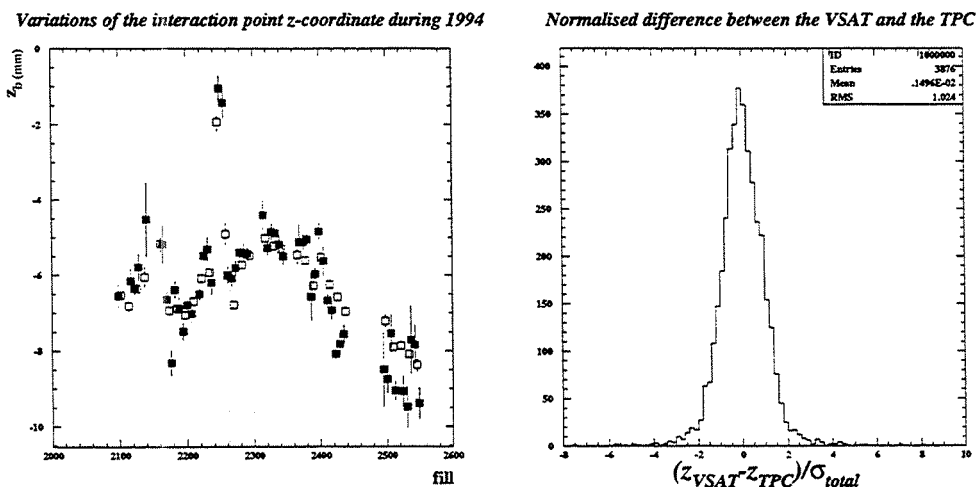 Variations of the interaction point z-coordinate during 1994
Normalised difference between the VSAT and the TPC
z_b (mm)
0
-2
-4
-6
-8
-10
2000 2100 2200 2300 2400 2500 2600
fill
ID 1000000
Entries 3876
Mean .1496E-02
RMS 1.024
400
350
300
250
200
150
100
50
0
-8 -6 -4 -2 0 2 4 6 8 10
(z_VSAT-z_TPC)/σ_total